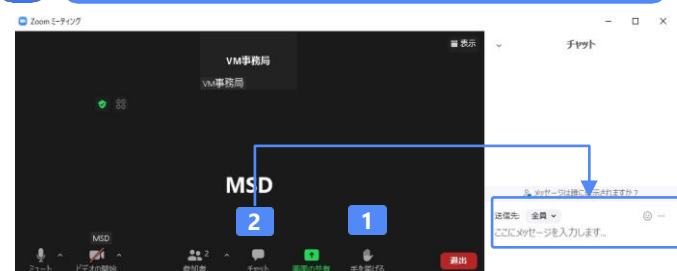 Zoom ミーティング
表示
チャット
VM事務局
VM事務局
MSD
メッセージは誰に表示されますか？
2
1
送信先: 全員
ここにメッセージを入力します...
MSD
2
ミュート
ビデオの開始
参加者
チャット
画面の共有
手を挙げる
退出